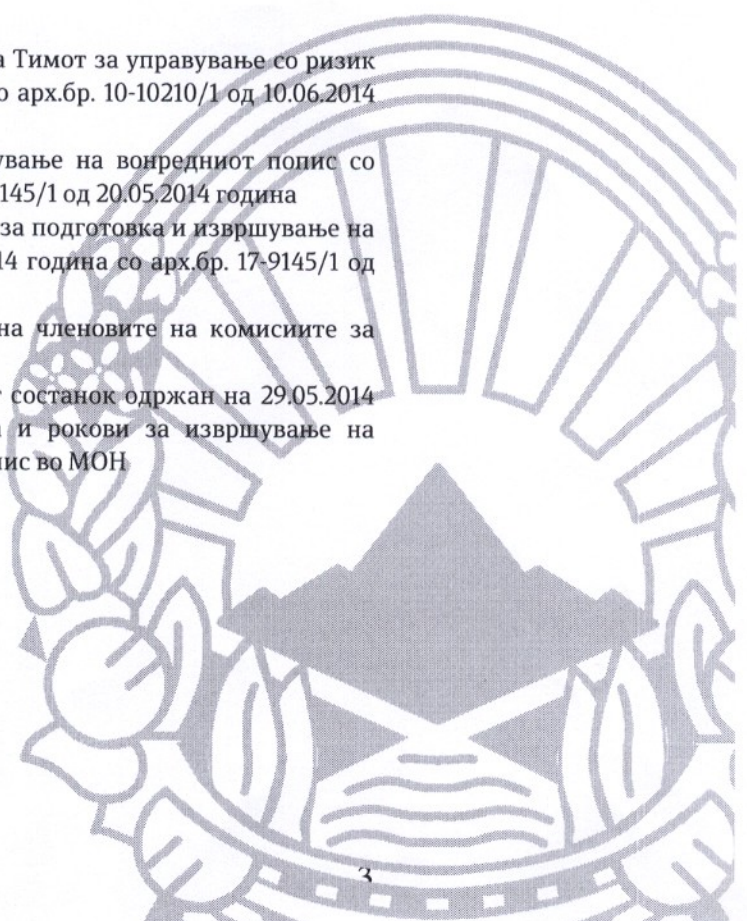 а Тимот за управување со ризик
о арх.бр. 10-10210/1 од 10.06.2014
ување на вонредниот попис со
145/1 од 20.05.2014 година
за подготовка и извршување на
14 година со арх.бр. 17-9145/1 од
на членовите на комисиите за
т состанок одржан на 29.05.2014
а и рокови за извршување на
пис во МОН
3